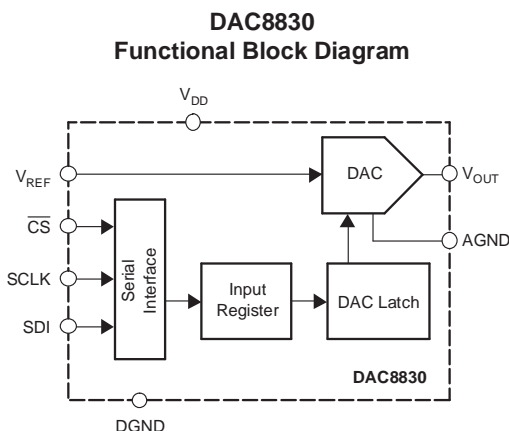 DAC8830
Functional Block Diagram
VDD
VREF
DAC
VOUT
CS
AGND
SCLK
Serial
Interface
Input
Register
DAC Latch
SDI
DAC8830
DGND